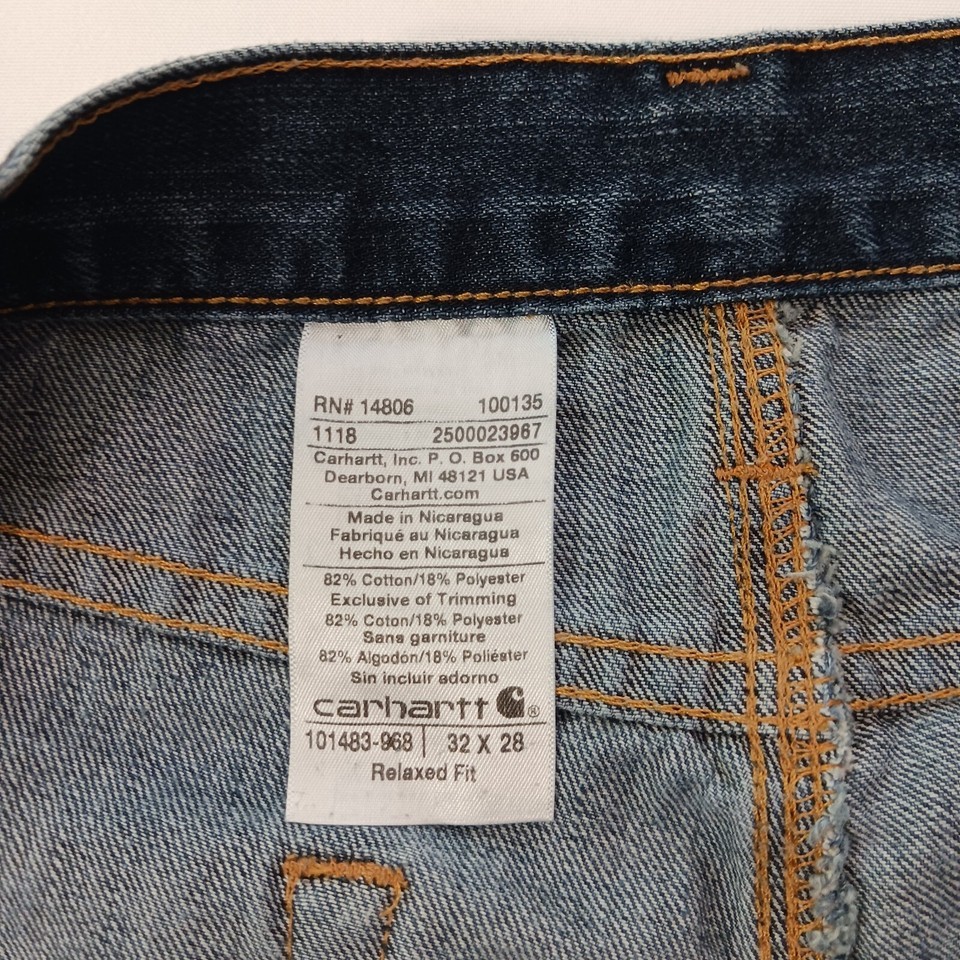 RN# 14806 100135
1118 2500023967
Carhartt, Inc. P. O. Box 600
Dearborn, MI 48121 USA
Carhartt.com
Made in Nicaragua
Fabriqué au Nicaragua
Hecho en Nicaragua
82% Cotton/18% Polyester
Exclusive of Trimming
82% Coton/18% Polyester
Sans garniture
82% Algodón/18% Poliéster
Sin incluir adorno
carhartt ®
101483-968 | 32 X 28
Relaxed Fit